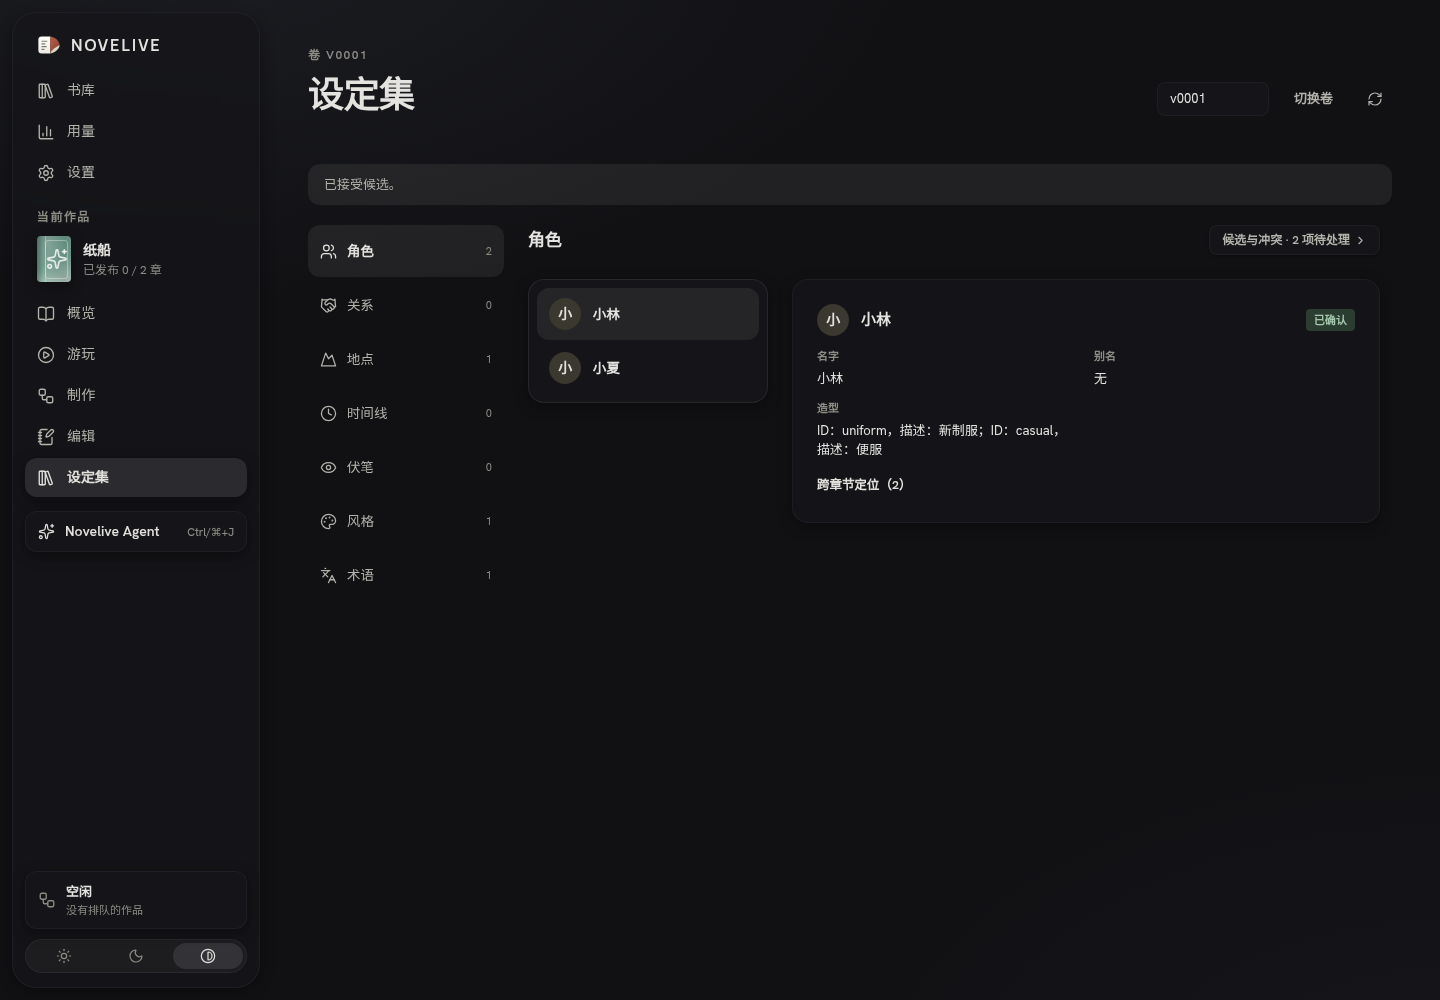 NOVELIVE
书库
用量
设置
当前作品
纸船
已发布 0 / 2 章
概览
游玩
制作
编辑
设定集
Novelive Agent
Ctrl/⌘+J
空闲
没有排队的作品
卷 V0001
设定集
v0001
切换卷
已接受候选。
角色
2
关系
0
地点
1
时间线
0
伏笔
0
风格
1
术语
1
角色
候选与冲突 · 2 项待处理
小
小林
小
小夏
小
小林
已确认
名字
别名
小林
无
造型
ID：uniform，描述：新制服；ID：casual，
描述：便服
跨章节定位（2）